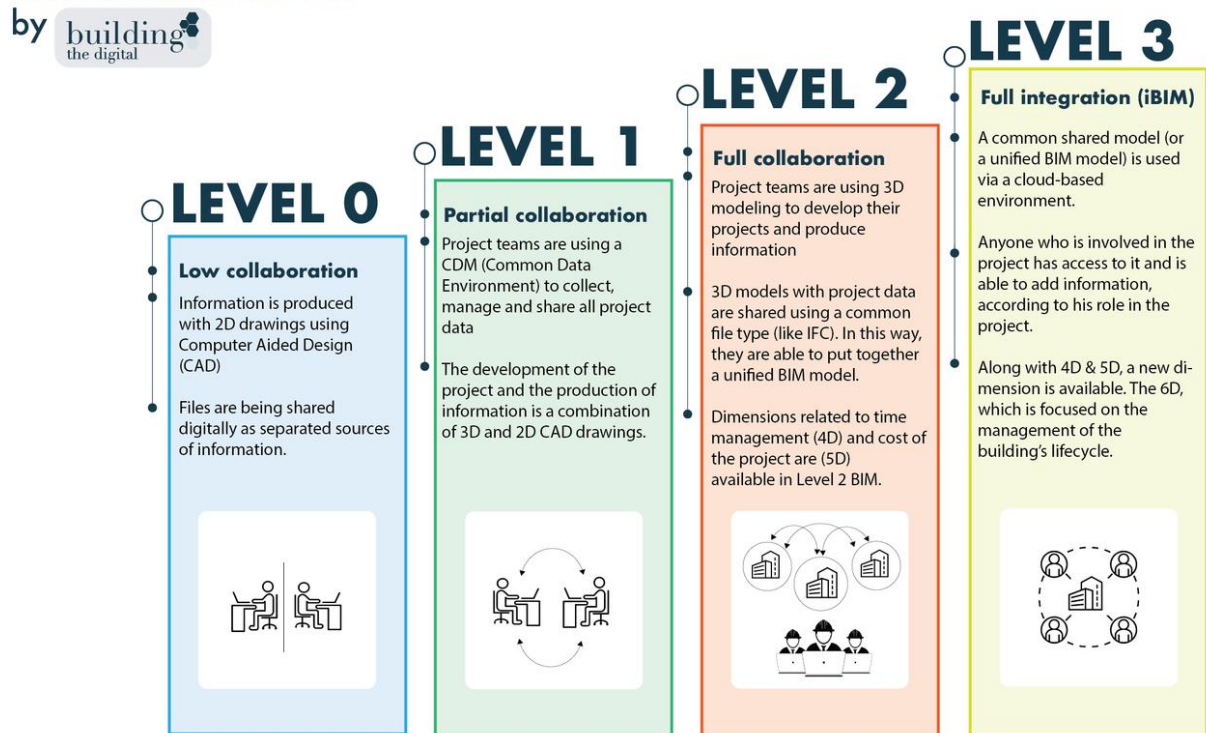 by
building
the digital
LEVEL 0
Low collaboration
Information is produced
with 2D drawings using
Computer Aided Design
(CAD)
Files are being shared
digitally as separated sources
of information.
LEVEL 1
Partial collaboration
Project teams are using a
CDM (Common Data
Environment) to collect,
manage and share all project
data
The development of the
project and the production of
information is a combination
of 3D and 2D CAD drawings.
LEVEL 2
Full collaboration
Project teams are using 3D
modeling to develop their
projects and produce
information
3D models with project data
are shared using a common
file type (like IFC). In this way,
they are able to put together
a unified BIM model.
Dimensions related to time
management (4D) and cost of
the project are (5D)
available in Level 2 BIM.
LEVEL 3
Full integration (iBIM)
A common shared model (or
a unified BIM model) is used
via a cloud-based
environment.
Anyone who is involved in the
project has access to it and is
able to add information,
according to his role in the
project.
Along with 4D & 5D, a new di-
mension is available. The 6D,
which is focused on the
management of the
building's lifecycle.